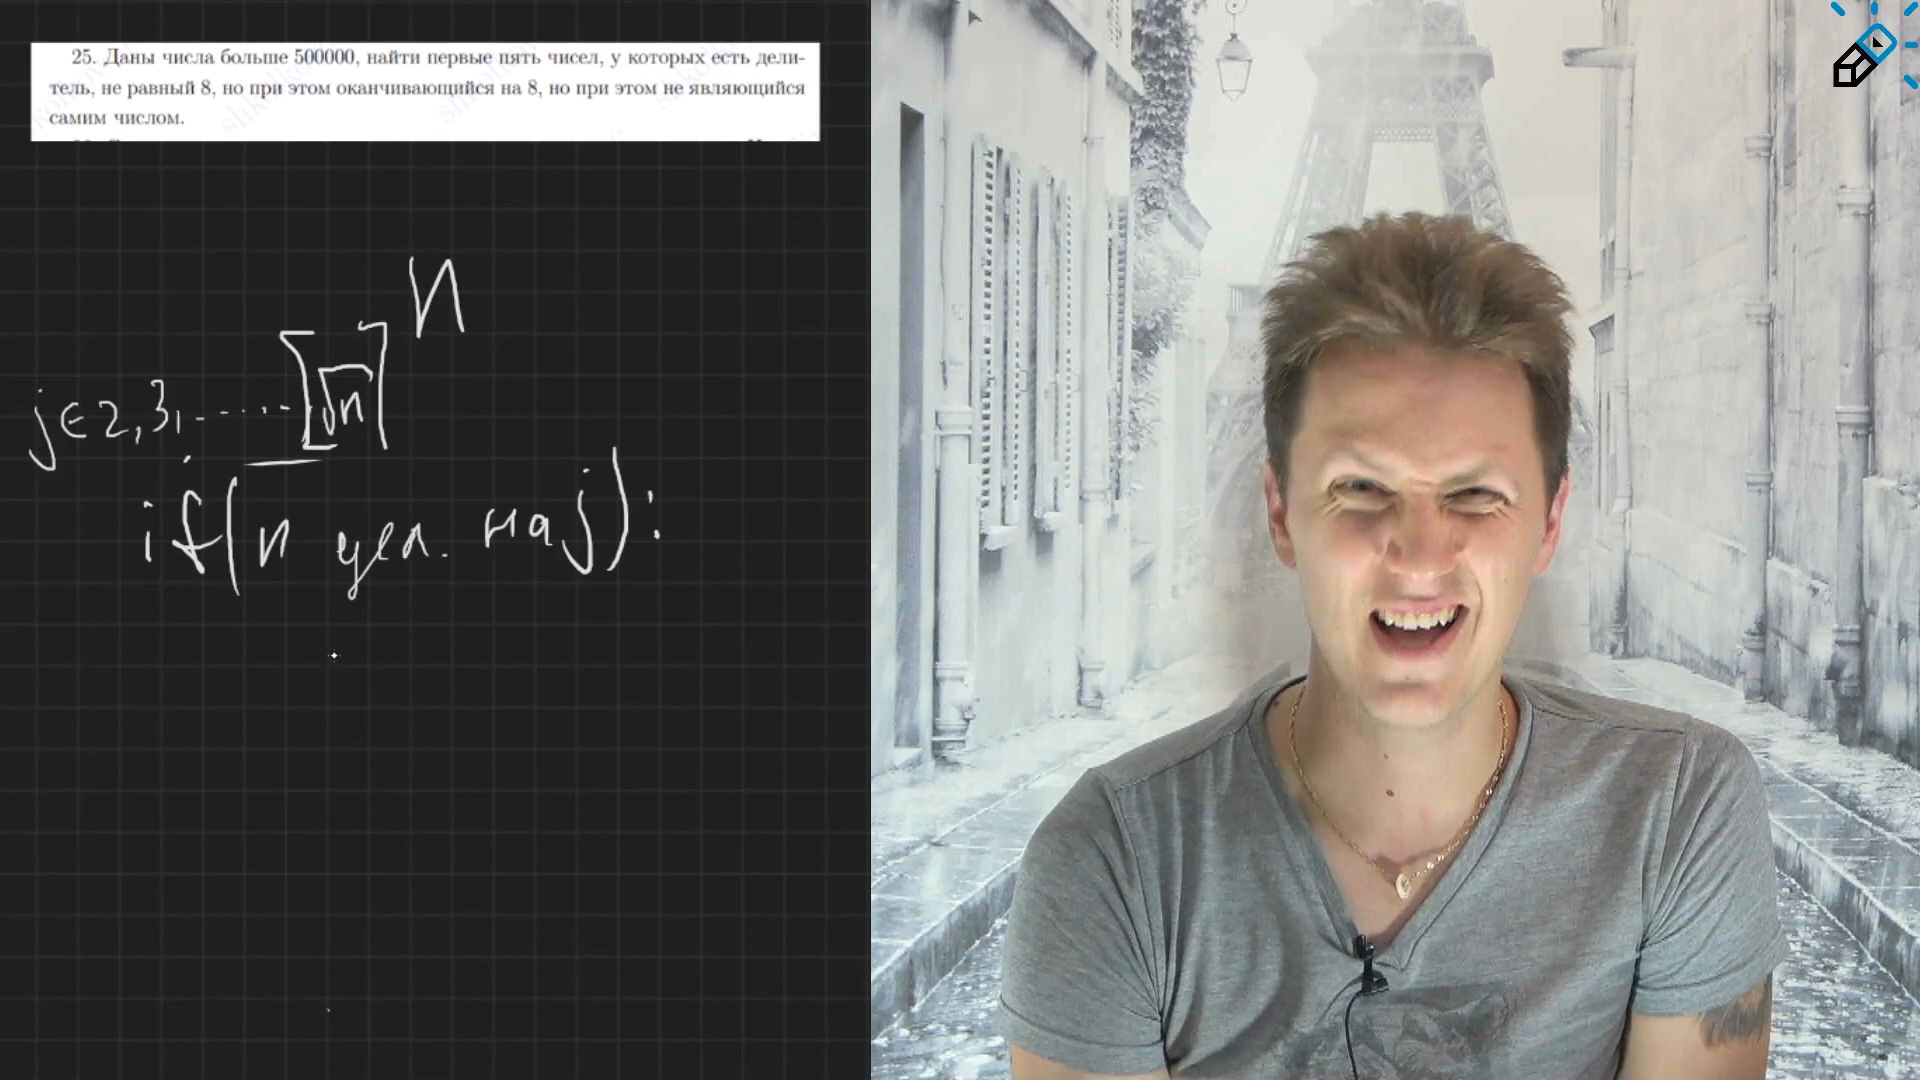 25. Даны числа больше 500000, найти первые пять чисел, у которых есть дели-
тель, не равный 8, но при этом оканчивающийся на 8, но при этом не являющийся
самим числом.
n
j ∈ 2, 3, ...... [√n]
if (n дел. на j):